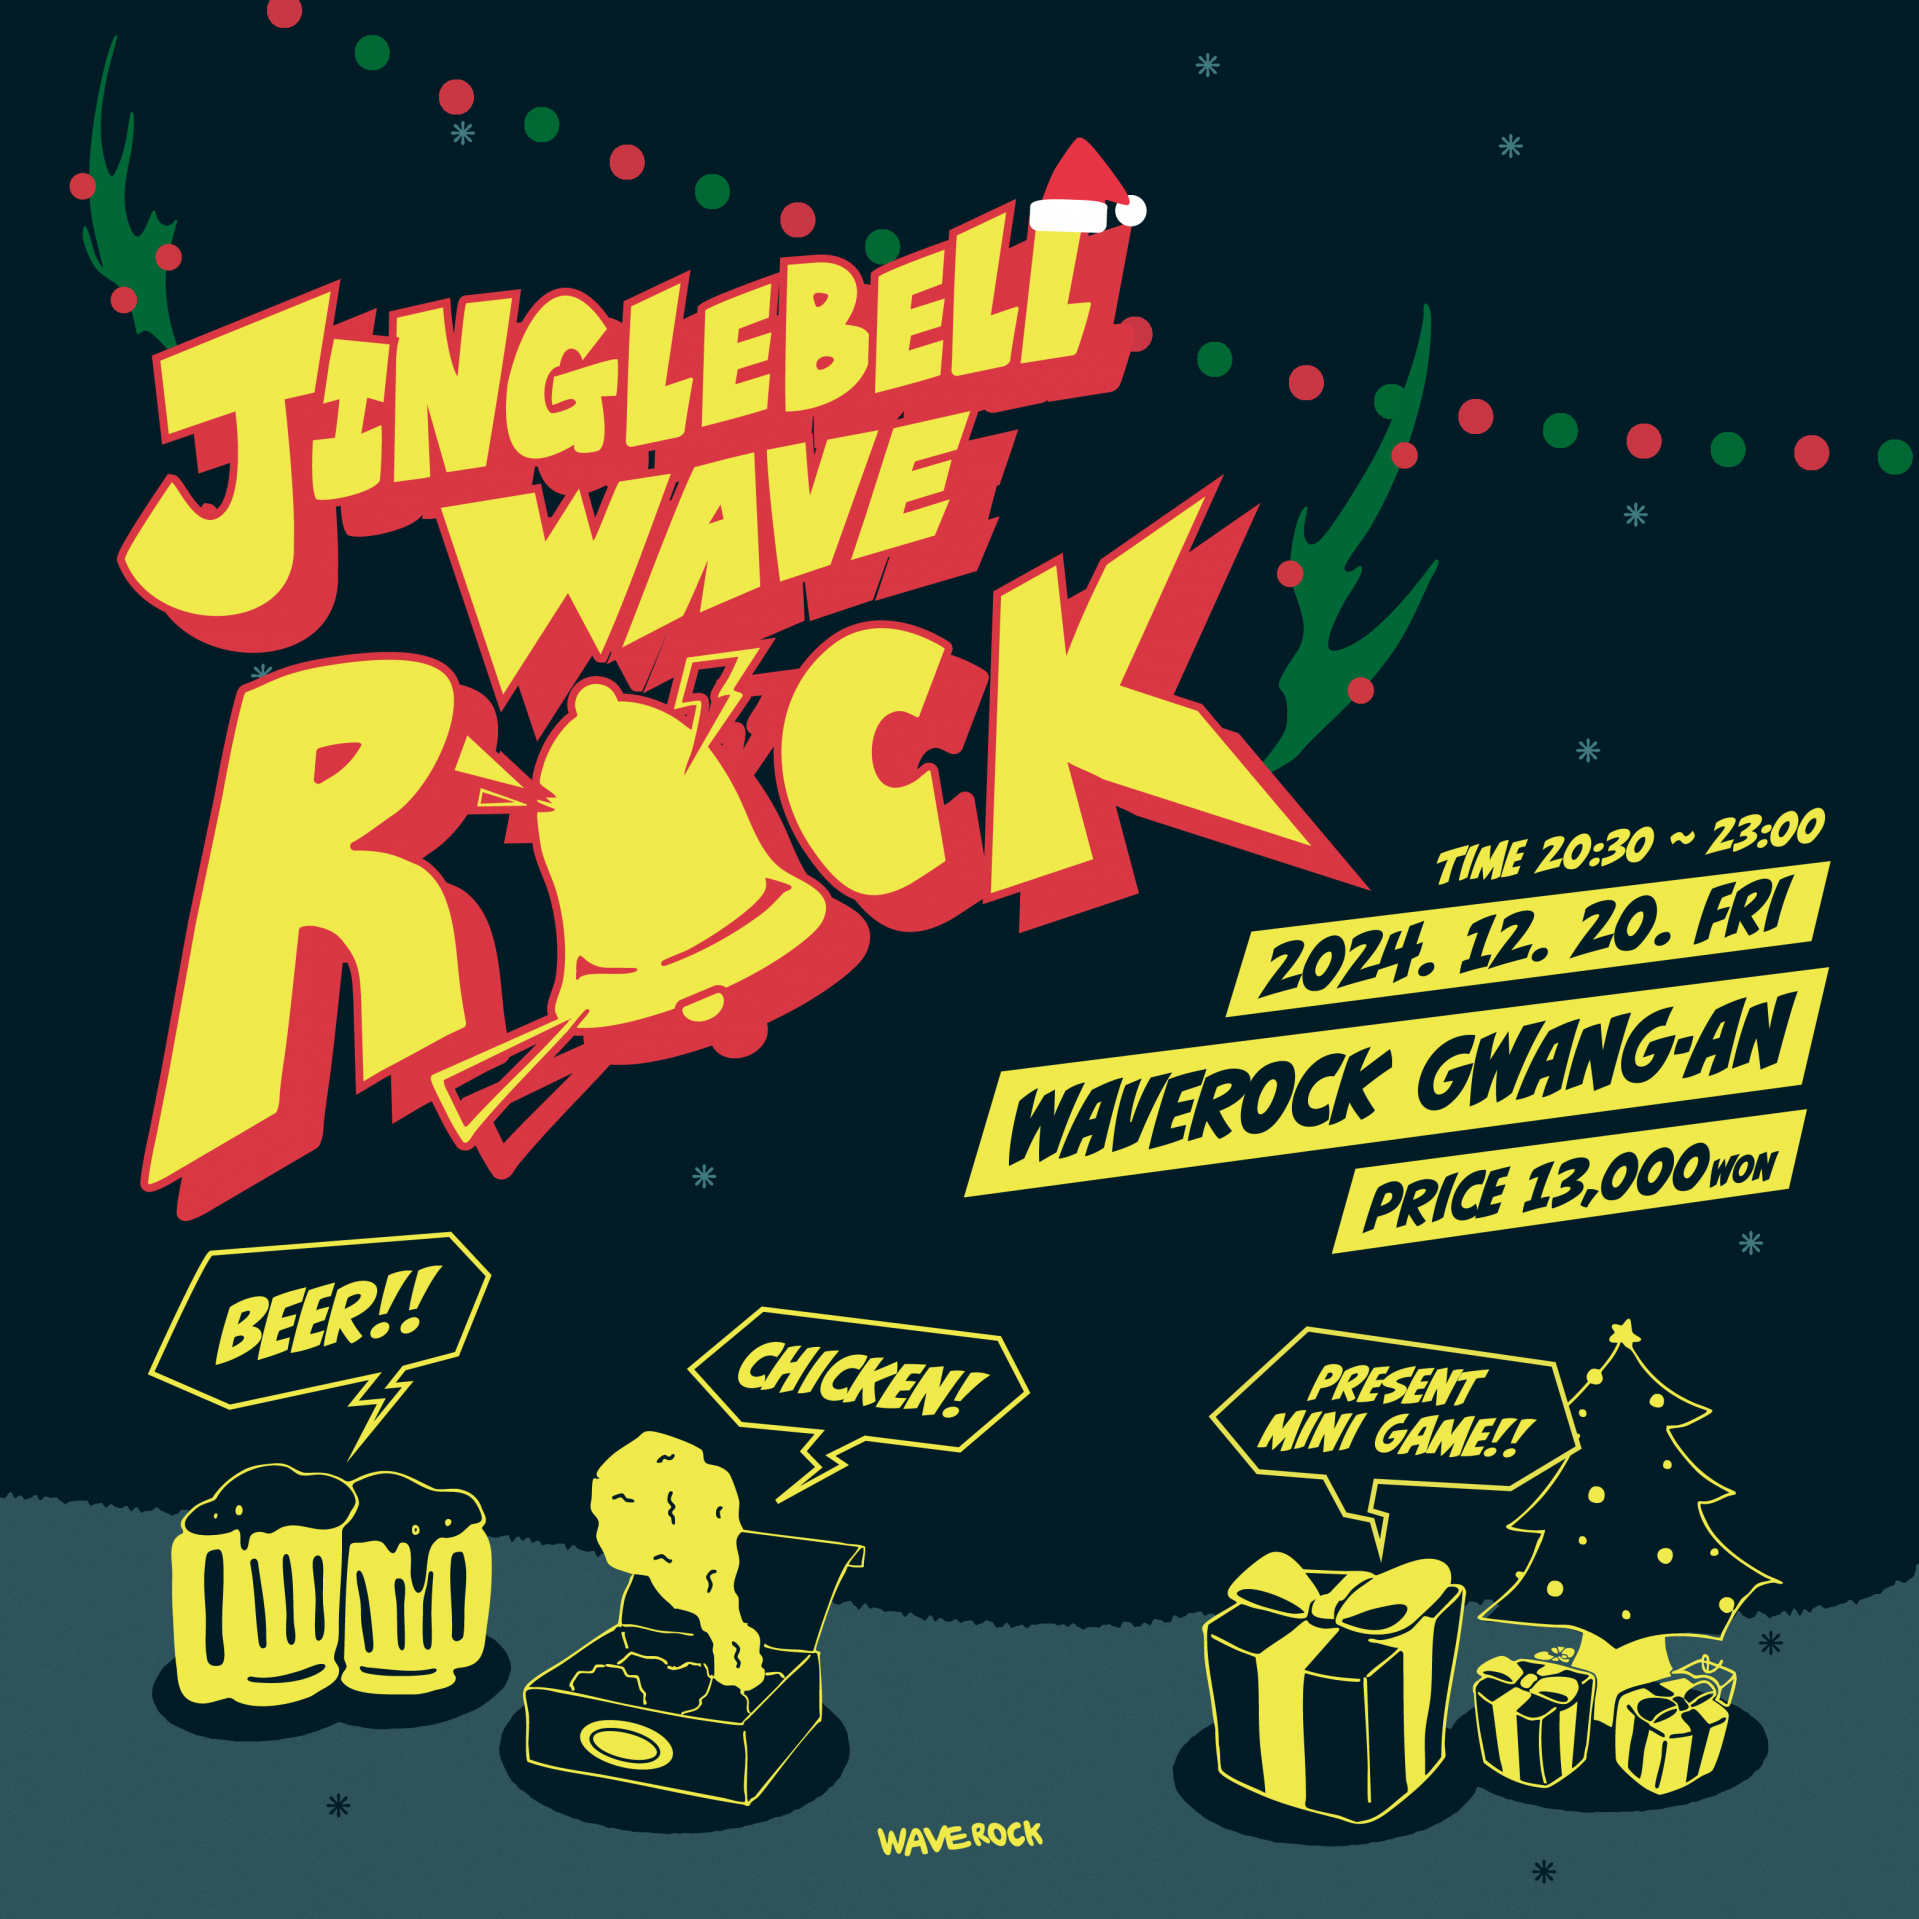 JINGLEBELL
WAVE
ROCK
TIME 20:30 ~ 23:00
2024. 12. 20. FRI
WAVEROCK GWANG-AN
PRICE 13,000WON
BEER!!
CHICKEN!
PRESENT
MINI GAME!!
WAVEROCK